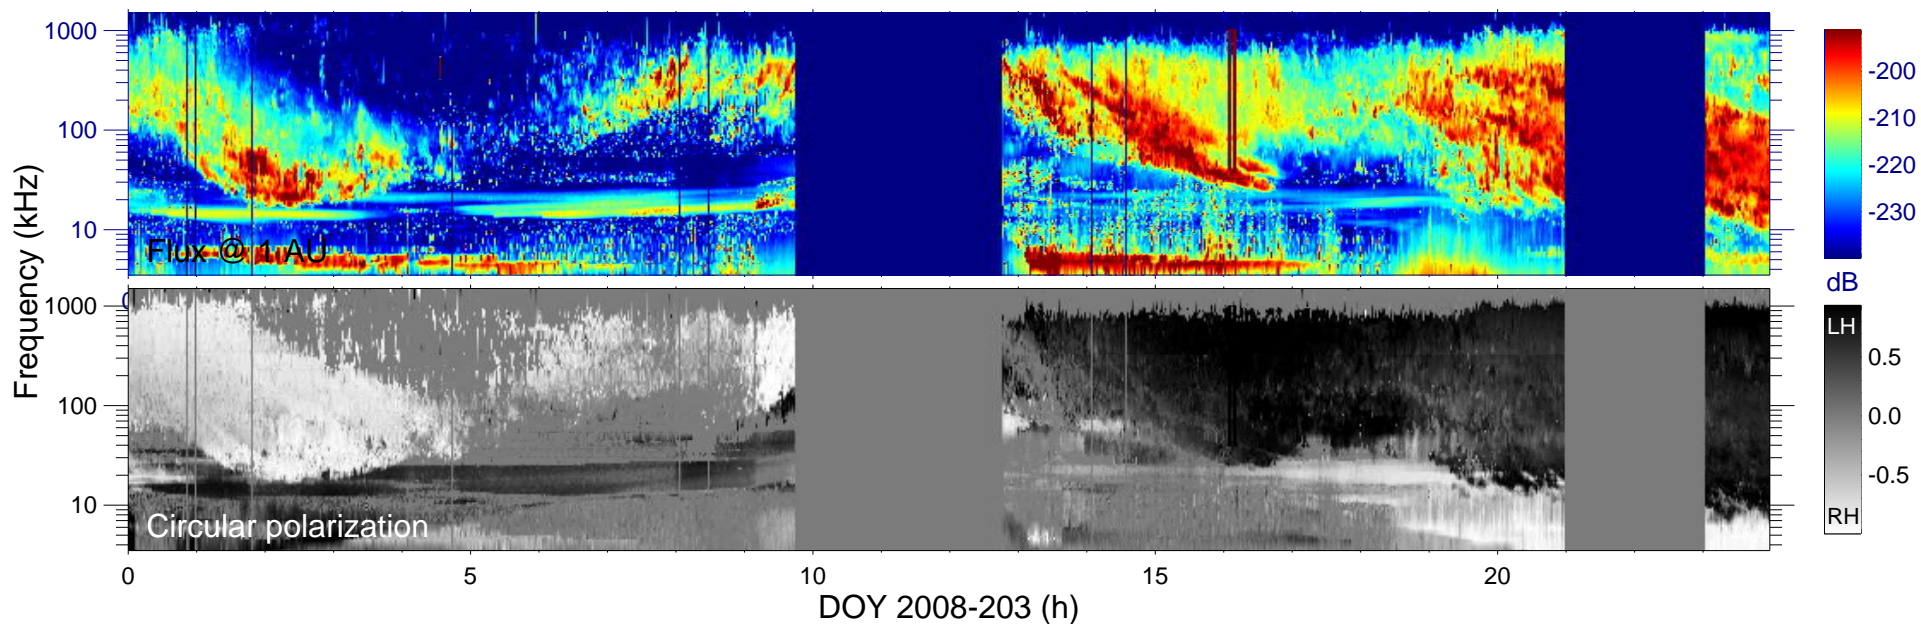 1000
100
10
Flux @ 1 AU
-200
-210
-220
-230
dB
0
1000
100
10
Circular polarization
LH
0.5
0.0
-0.5
RH
Frequency (kHz)
0 5 10 15 20
DOY 2008-203 (h)